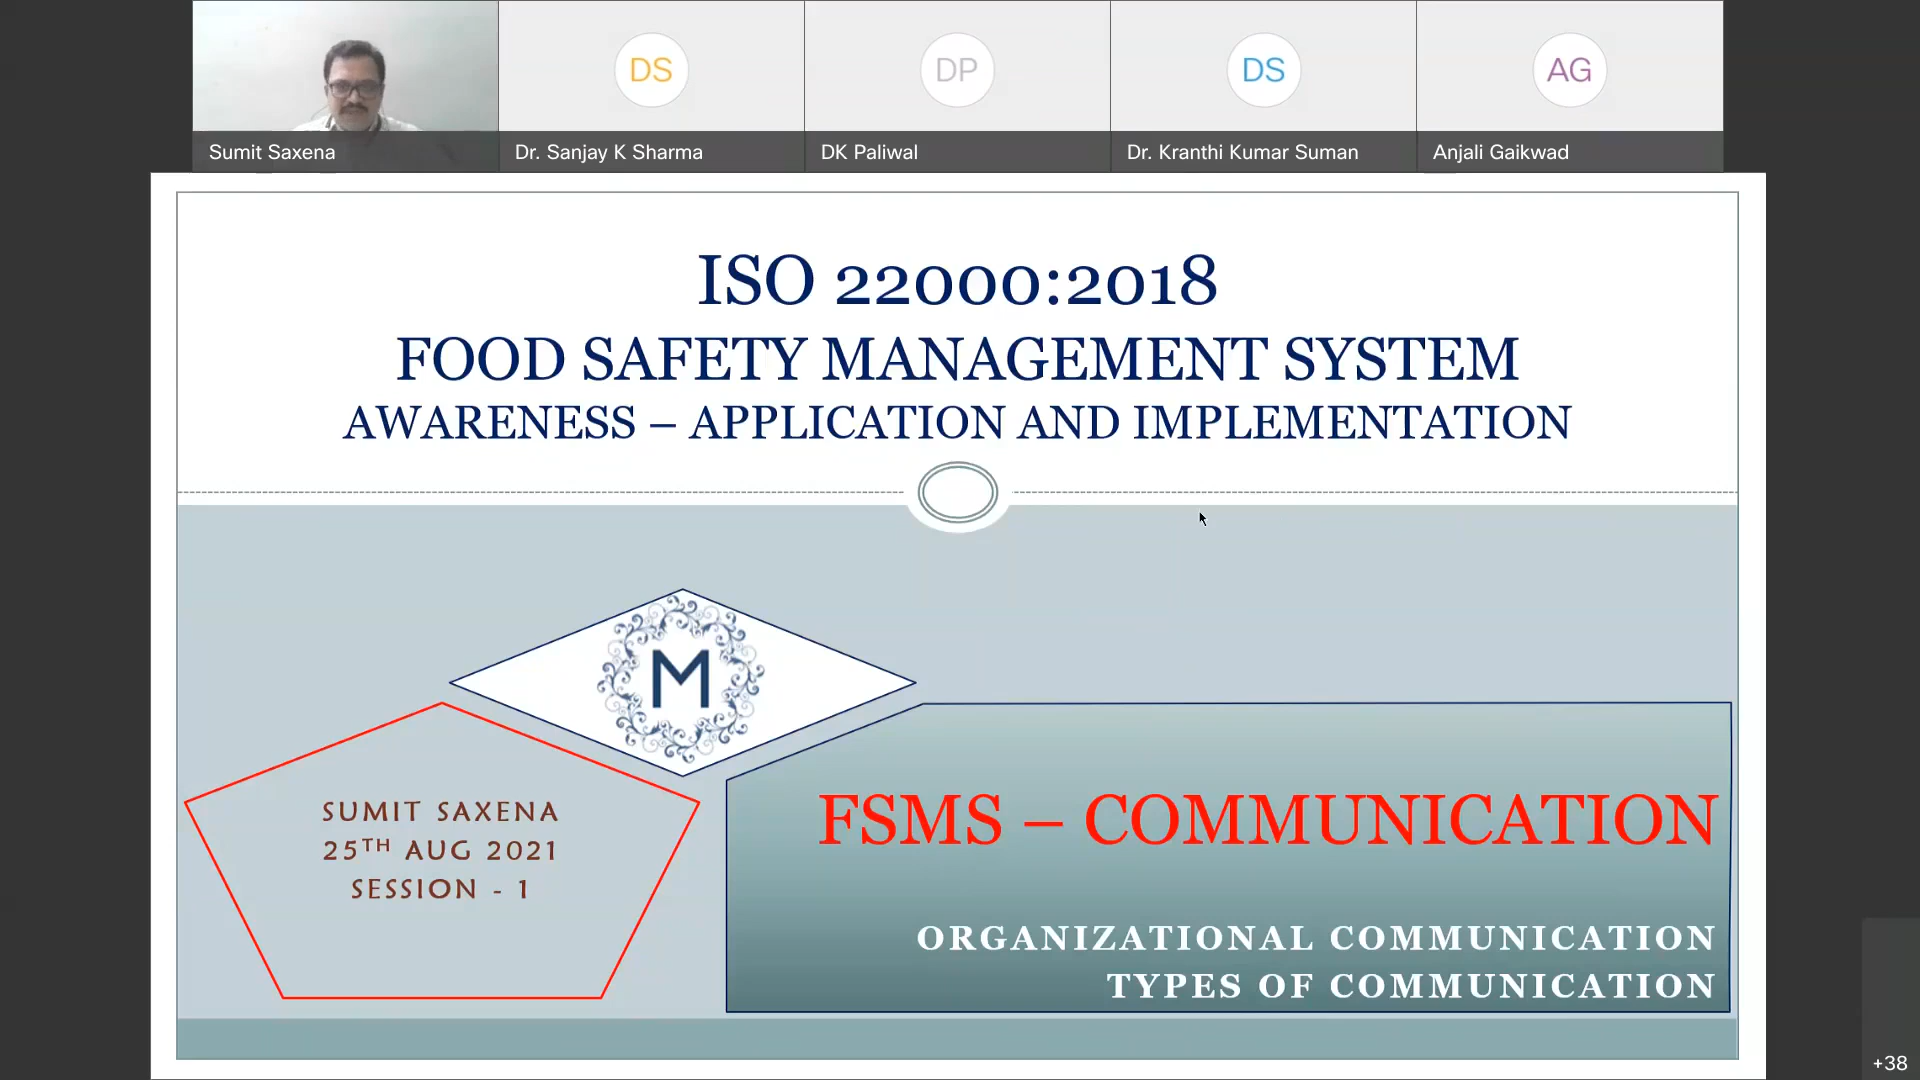 DS
DP
DS
AG
Sumit Saxena
Dr. Sanjay K Sharma
DK Paliwal
Dr. Kranthi Kumar Suman
Anjali Gaikwad
ISO 22000:2018
FOOD SAFETY MANAGEMENT SYSTEM
AWARENESS – APPLICATION AND IMPLEMENTATION
M
SUMIT SAXENA
25TH AUG 2021
SESSION - 1
FSMS – COMMUNICATION
ORGANIZATIONAL COMMUNICATION
TYPES OF COMMUNICATION
+38